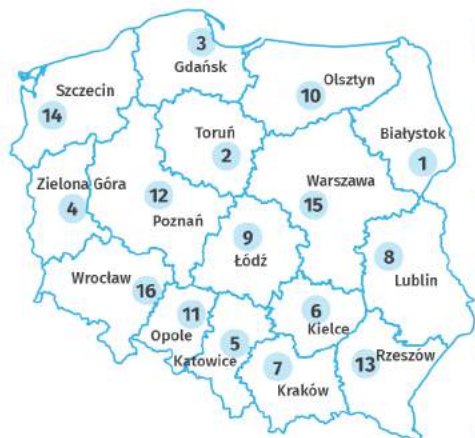 3
Gdańsk
Szczecin
14
Olsztyn
10
Toruń
2
Białystok
1
Zielona Góra
4
12
Poznań
Warszawa
15
9
Łódź
8
Lublin
Wrocław
16
11
Opole
6
Kielce
5
Katowice
7
Kraków
13
Rzeszów